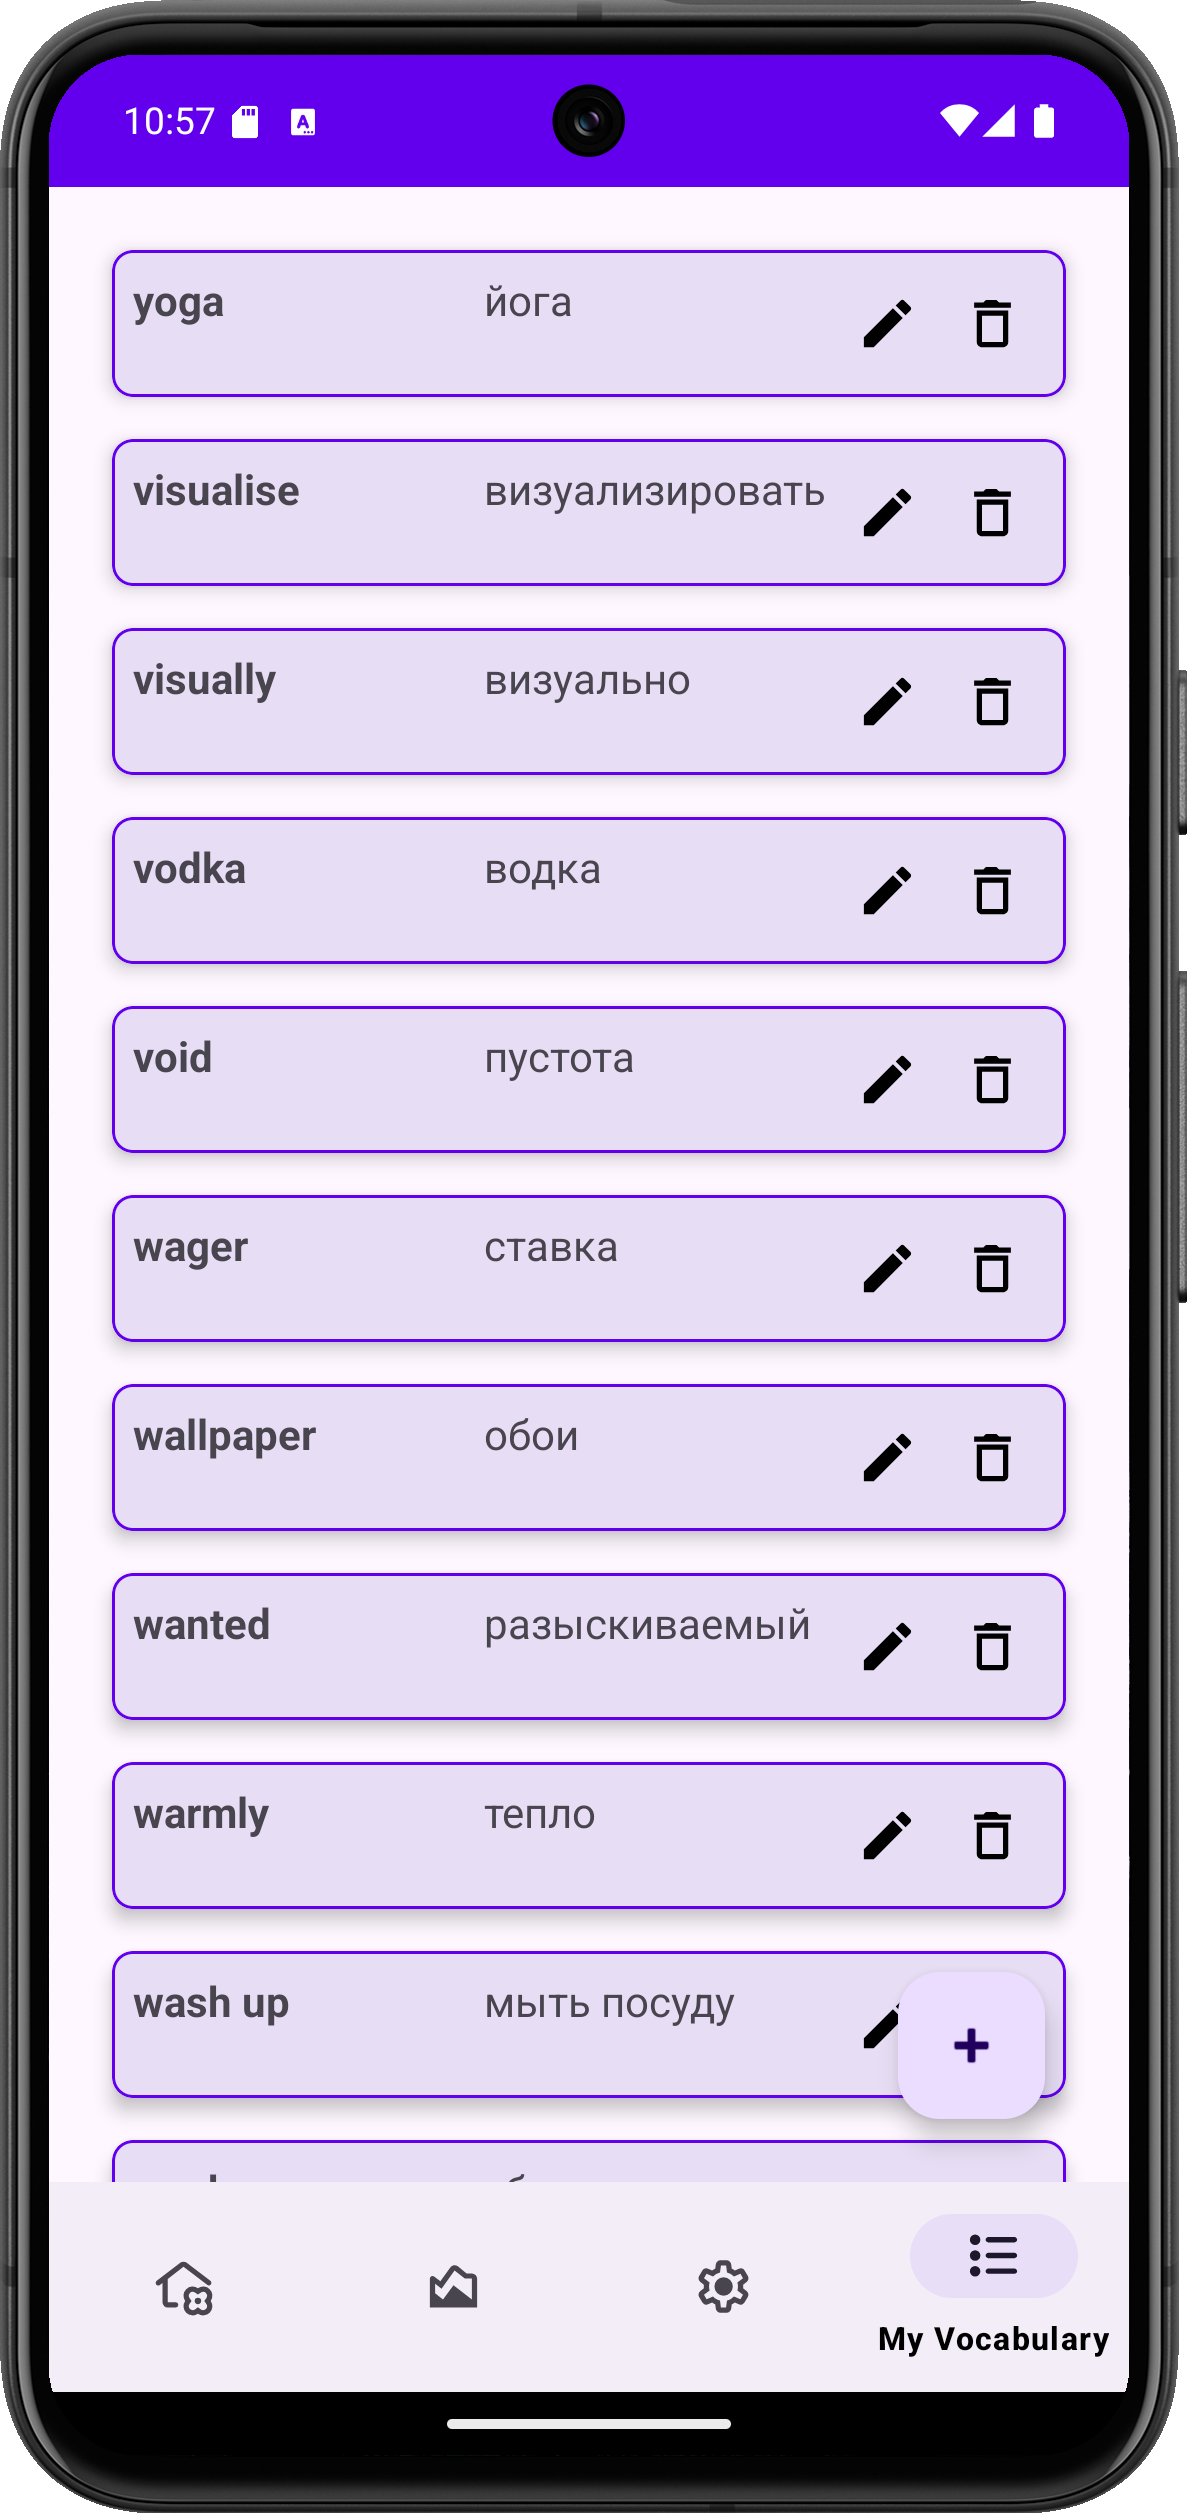 10:57
yoga йога
visualise визуализировать
visually визуально
vodka водка
void пустота
wager ставка
wallpaper обои
wanted разыскиваемый
warmly тепло
wash up мыть посуду
My Vocabulary